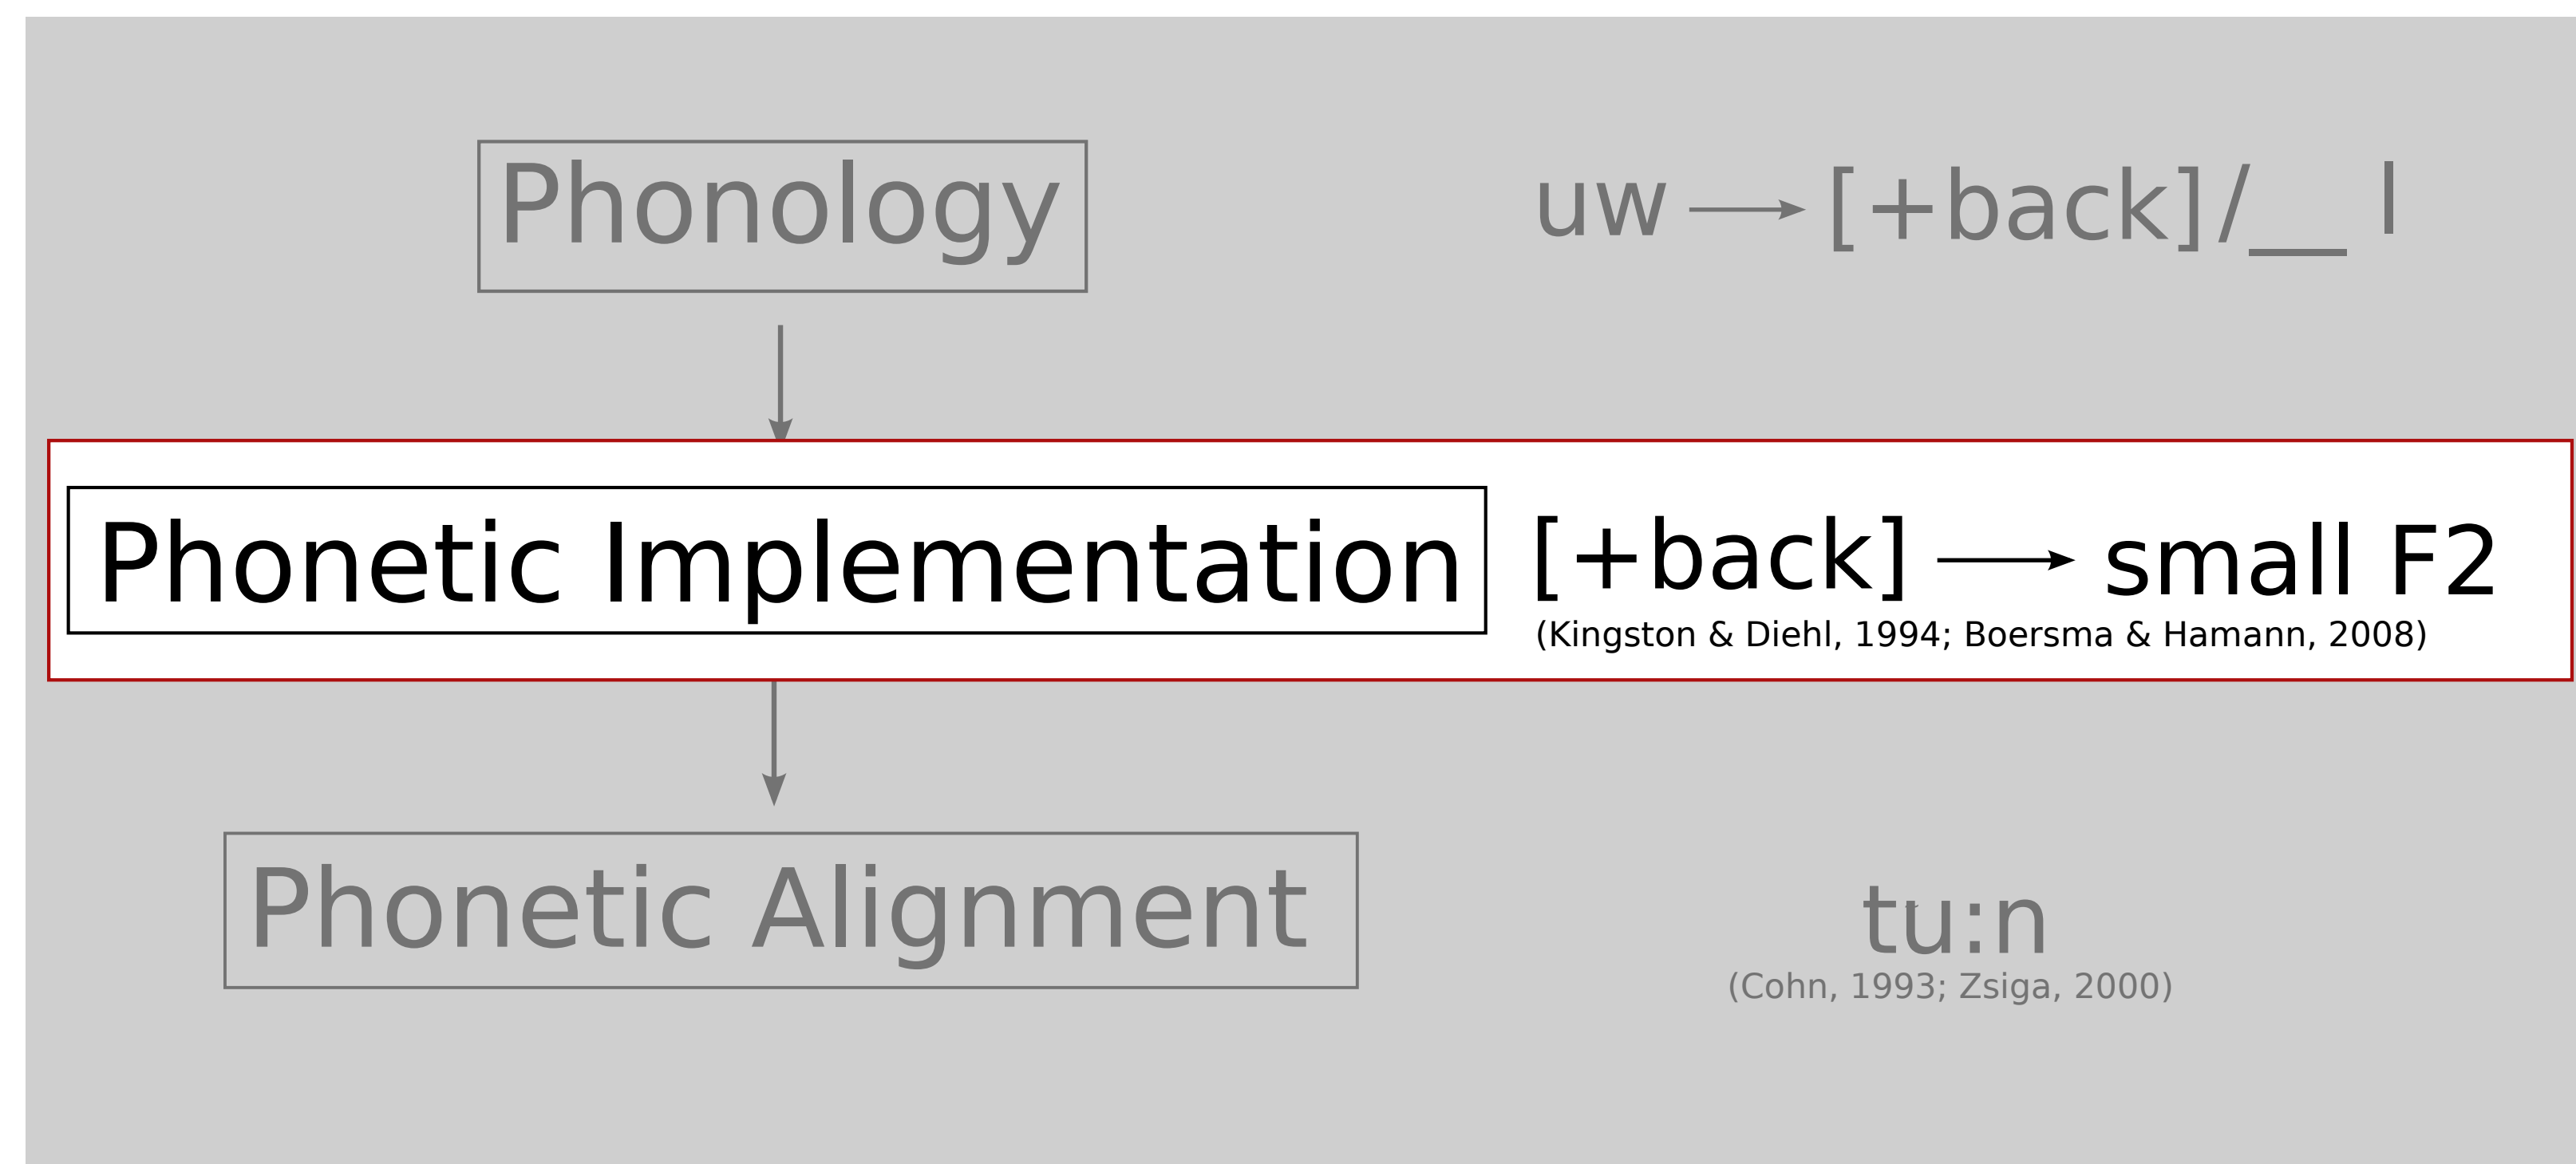 Phonology
uw → [+back]/__ l
Phonetic Implementation
[+back] → small F2
(Kingston & Diehl, 1994; Boersma & Hamann, 2008)
Phonetic Alignment
tu:n
(Cohn, 1993; Zsiga, 2000)